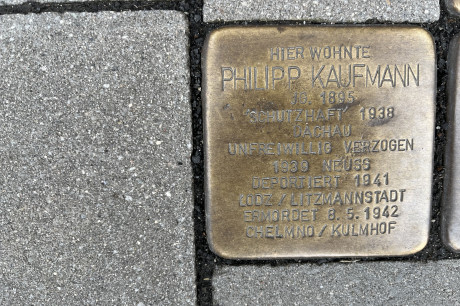 HIER WOHNTE
PHILIPP KAUFMANN
JG. 1895
SCHUTZHAFT 1938
DACHAU
UNFREIWILLIG VERZOGEN
1939 NEUSS
DEPORTIERT 1941
ŁODZ / LITZMANNSTADT
ERMORDET 8.5.1942
CHELMNO / KULMHOF